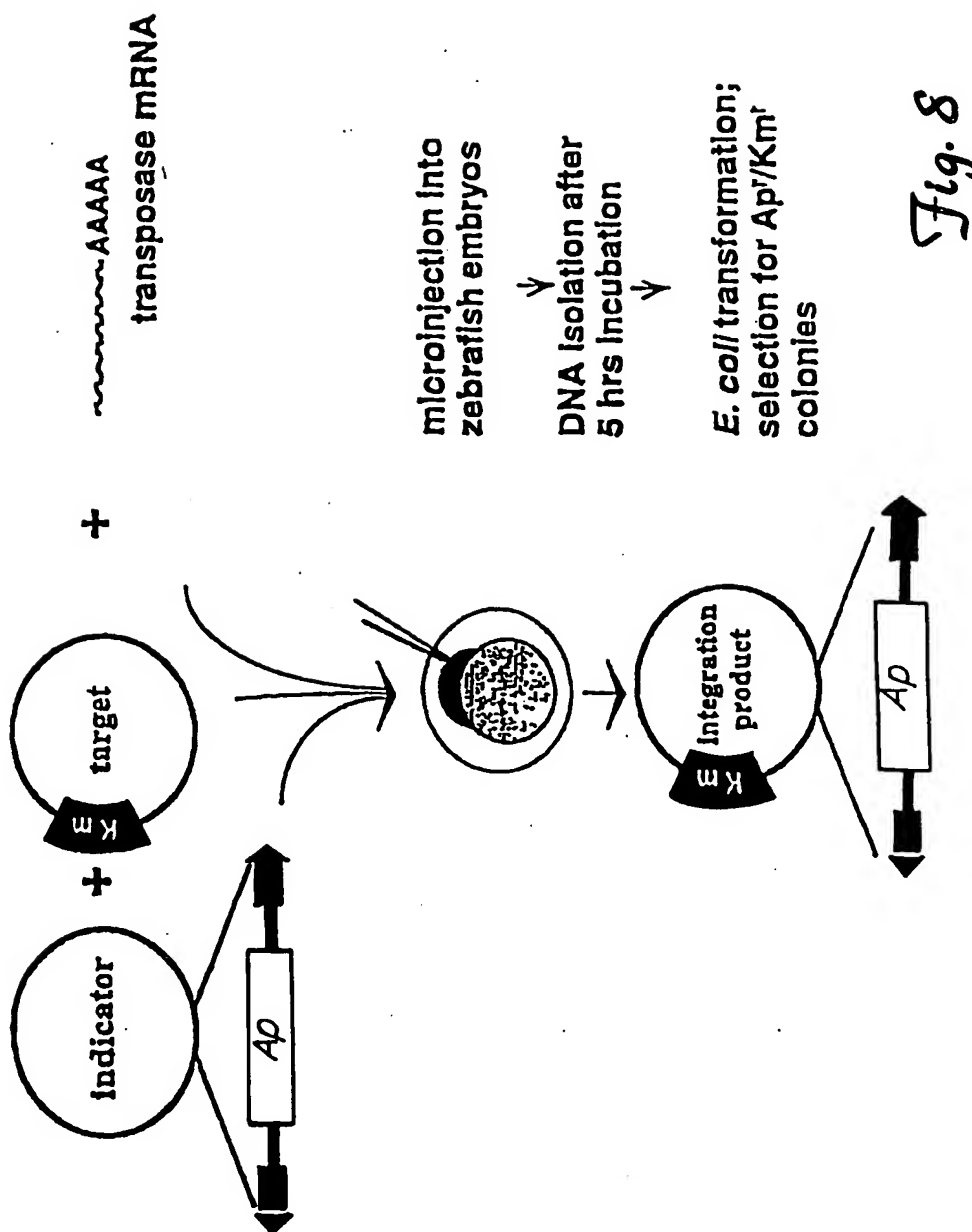 indicator
Ap
+
Km
target
+
AAAAA
transposase mRNA
microinjection into
zebrafish embryos
DNA isolation after
5 hrs incubation
E. coli transformation;
selection for Apʳ/Kmʳ
colonies
Km
Integration
product
Ap
Fig. 8